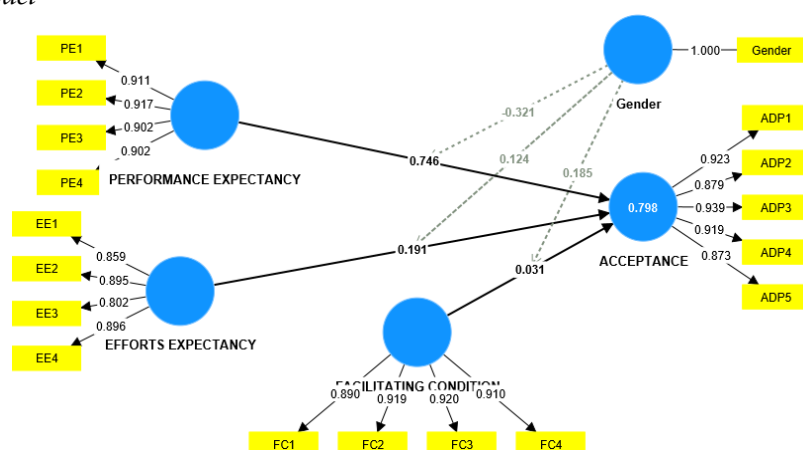 PE1
PE2
PE3
PE4
0.911
0.917
0.902
0.902
PERFORMANCE EXPECTANCY
EE1
EE2
EE3
EE4
0.859
0.895
0.802
0.896
EFFORTS EXPECTANCY
0.746
0.191
0.031
-0.321
0.124
0.185
1.000
Gender
Gender
0.798
ACCEPTANCE
0.923
0.879
0.939
0.919
0.873
ADP1
ADP2
ADP3
ADP4
ADP5
FACILITATING CONDITION
0.890
0.919
0.920
0.910
FC1
FC2
FC3
FC4